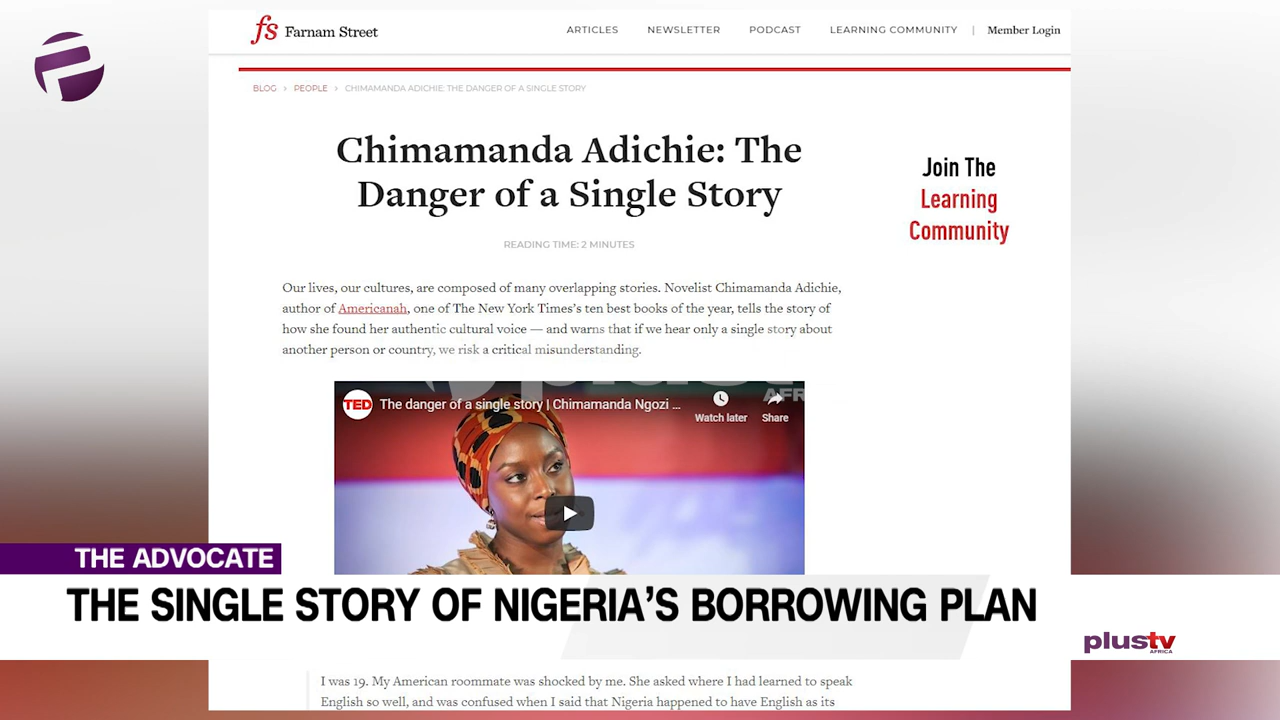 fs Farnam Street
ARTICLES NEWSLETTER PODCAST LEARNING COMMUNITY | Member Login
BLOG > PEOPLE > CHIMAMANDA ADICHIE: THE DANGER OF A SINGLE STORY
Chimamanda Adichie: The
Danger of a Single Story
READING TIME: 2 MINUTES
Join The
Learning
Community
Our lives, our cultures, are composed of many overlapping stories. Novelist Chimamanda Adichie,
author of Americanah, one of The New York Times's ten best books of the year, tells the story of
how she found her authentic cultural voice — and warns that if we hear only a single story about
another person or country, we risk a critical misunderstanding.
TED The danger of a single story | Chimamanda Ngozi ...
Watch later Share
THE ADVOCATE
THE SINGLE STORY OF NIGERIA'S BORROWING PLAN
plustv
AFRICA
I was 19. My American roommate was shocked by me. She asked where I had learned to speak
English so well, and was confused when I said that Nigeria happened to have English as its